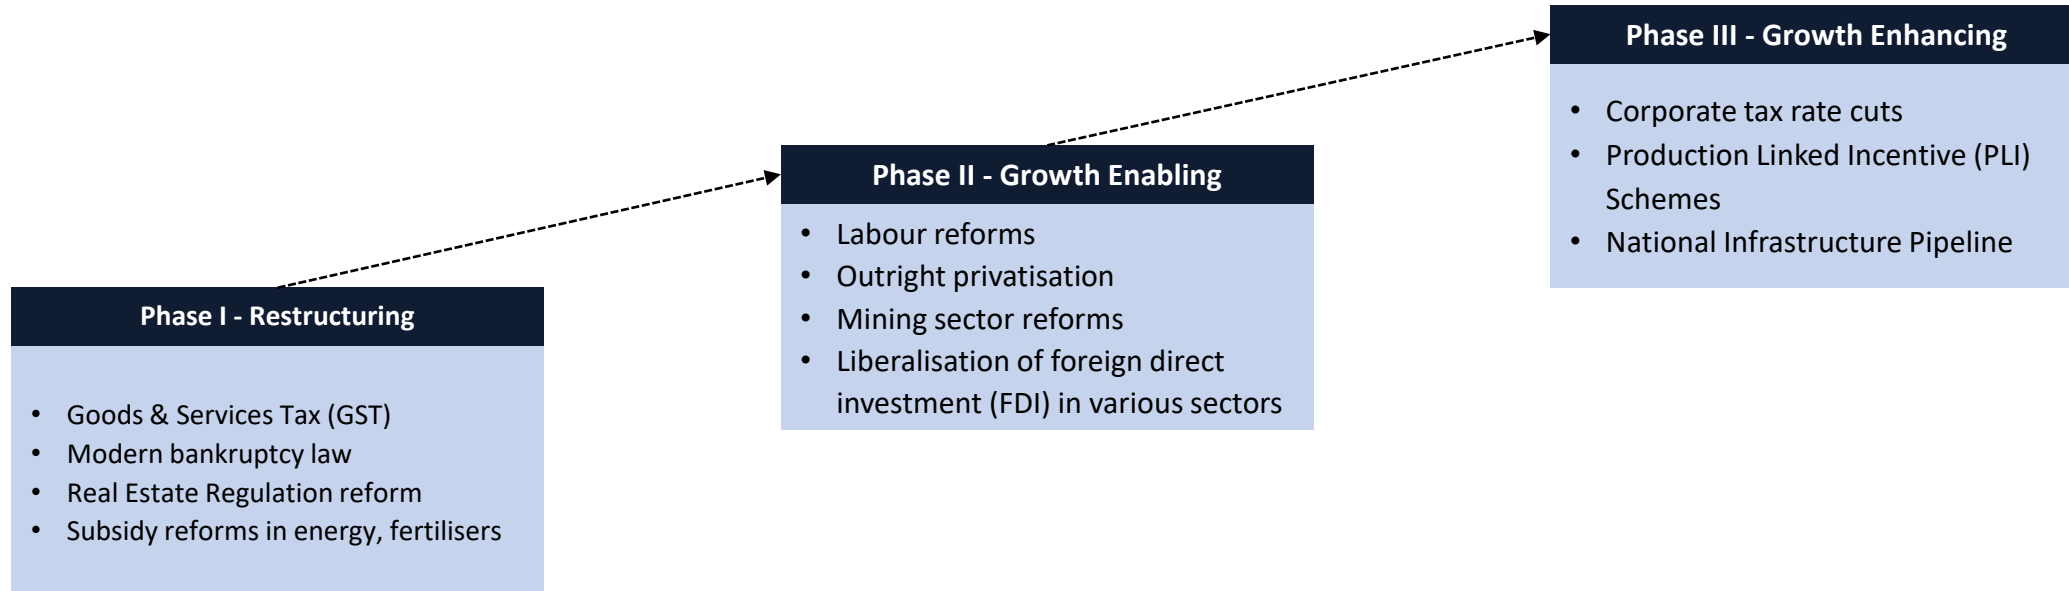 Phase III - Growth Enhancing
• Corporate tax rate cuts
• Production Linked Incentive (PLI)
Schemes
• National Infrastructure Pipeline
Phase II - Growth Enabling
• Labour reforms
• Outright privatisation
• Mining sector reforms
• Liberalisation of foreign direct
investment (FDI) in various sectors
Phase I - Restructuring
• Goods & Services Tax (GST)
• Modern bankruptcy law
• Real Estate Regulation reform
• Subsidy reforms in energy, fertilisers